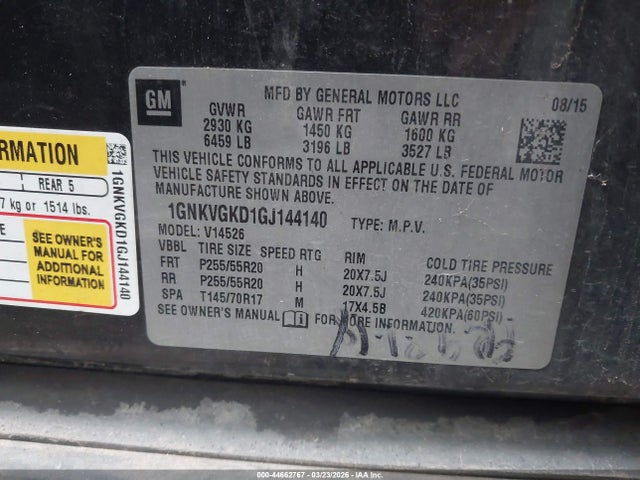 GM
MFD BY GENERAL MOTORS LLC
08/15
GVWR GAWR FRT GAWR RR
2930 KG 1450 KG 1600 KG
6459 LB 3196 LB 3527 LB
THIS VEHICLE CONFORMS TO ALL APPLICABLE U.S. FEDERAL MOTOR
VEHICLE SAFETY STANDARDS IN EFFECT ON THE DATE OF
MANUFACTURE SHOWN ABOVE.
1GNKVGKD1GJ144140 TYPE: M.P.V.
MODEL: V14526
VBBL TIRE SIZE SPEED RTG RIM COLD TIRE PRESSURE
FRT P255/55R20 H 20X7.5J 240KPA(35PSI)
RR P255/55R20 H 20X7.5J 240KPA(35PSI)
SPA T145/70R17 M 17X4.5B 420KPA(60PSI)
SEE OWNER'S MANUAL i FOR MORE INFORMATION.
RMATION
REAR 5
7 kg or 1514 lbs.
SEE OWNER'S
MANUAL FOR
ADDITIONAL
INFORMATION
1GNKVGKD1GJ144140
000-44662767 - 03/23/2026 - IAA Inc.